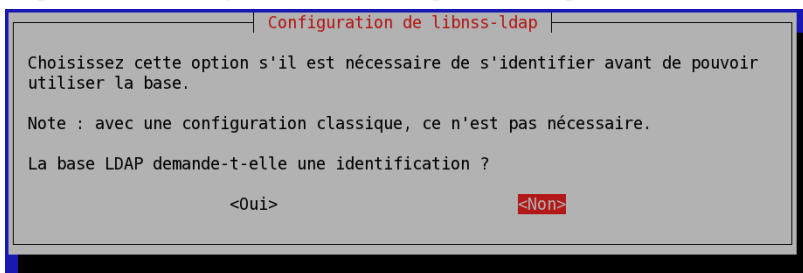 Configuration de libnss-ldap
Choisissez cette option s'il est nécessaire de s'identifier avant de pouvoir
utiliser la base.
Note : avec une configuration classique, ce n'est pas nécessaire.
La base LDAP demande-t-elle une identification ?
<Oui> <Non>